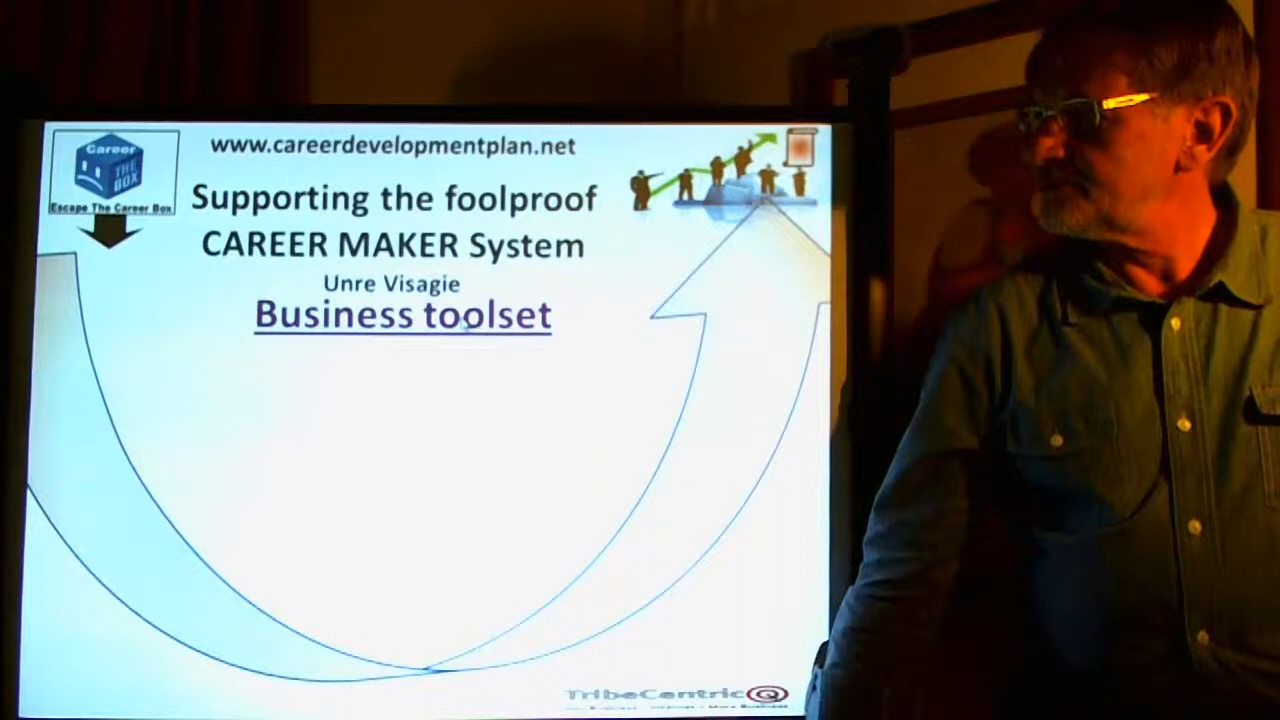 Career
THE
BOX
Escape The Career Box
www.careerdevelopmentplan.net
Supporting the foolproof
CAREER MAKER System
Unre Visagie
Business toolset
TribeCentric